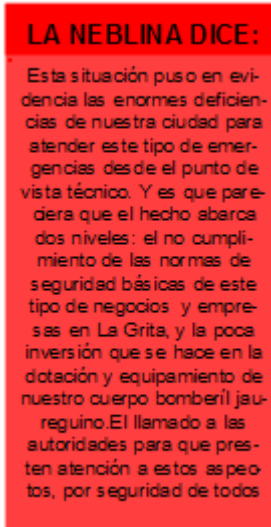 LA NEBLINA DICE:
Esta situación puso en evi-
dencia las enormes deficien-
cias de nuestra ciudad para
atender este tipo de emer-
gencias desde el punto de
vista técnico. Y es que pare-
ciera que el hecho abarca
dos niveles: el no cumpli-
miento de las normas de
seguridad básicas de este
tipo de negocios y empre-
sas en La Grita, y la poca
inversión que se hace en la
dotación y equipamiento de
nuestro cuerpo bomberíl jau-
reguino.El llamado a las
autoridades para que pres-
ten atención a estos aspec-
tos, por seguridad de todos